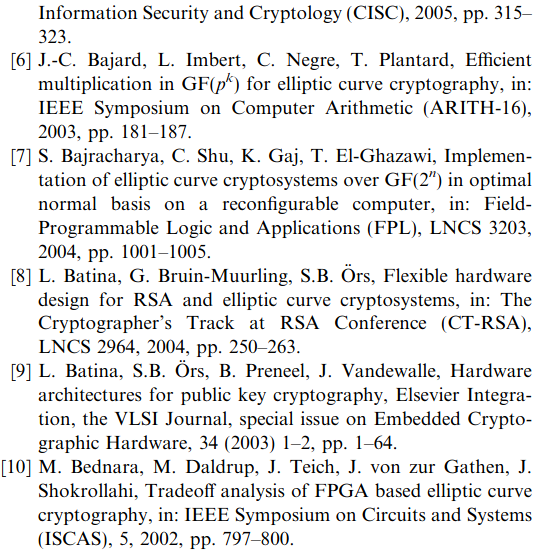 Information Security and Cryptology (CISC), 2005, pp. 315–
323.
[6] J.-C. Bajard, L. Imbert, C. Negre, T. Plantard, Efficient
multiplication in GF(p^k) for elliptic curve cryptography, in:
IEEE Symposium on Computer Arithmetic (ARITH-16),
2003, pp. 181–187.
[7] S. Bajracharya, C. Shu, K. Gaj, T. El-Ghazawi, Implemen-
tation of elliptic curve cryptosystems over GF(2^n) in optimal
normal basis on a reconfigurable computer, in: Field-
Programmable Logic and Applications (FPL), LNCS 3203,
2004, pp. 1001–1005.
[8] L. Batina, G. Bruin-Muurling, S.B. Örs, Flexible hardware
design for RSA and elliptic curve cryptosystems, in: The
Cryptographer's Track at RSA Conference (CT-RSA),
LNCS 2964, 2004, pp. 250–263.
[9] L. Batina, S.B. Örs, B. Preneel, J. Vandewalle, Hardware
architectures for public key cryptography, Elsevier Integra-
tion, the VLSI Journal, special issue on Embedded Crypto-
graphic Hardware, 34 (2003) 1–2, pp. 1–64.
[10] M. Bednara, M. Daldrup, J. Teich, J. von zur Gathen, J.
Shokrollahi, Tradeoff analysis of FPGA based elliptic curve
cryptography, in: IEEE Symposium on Circuits and Systems
(ISCAS), 5, 2002, pp. 797–800.